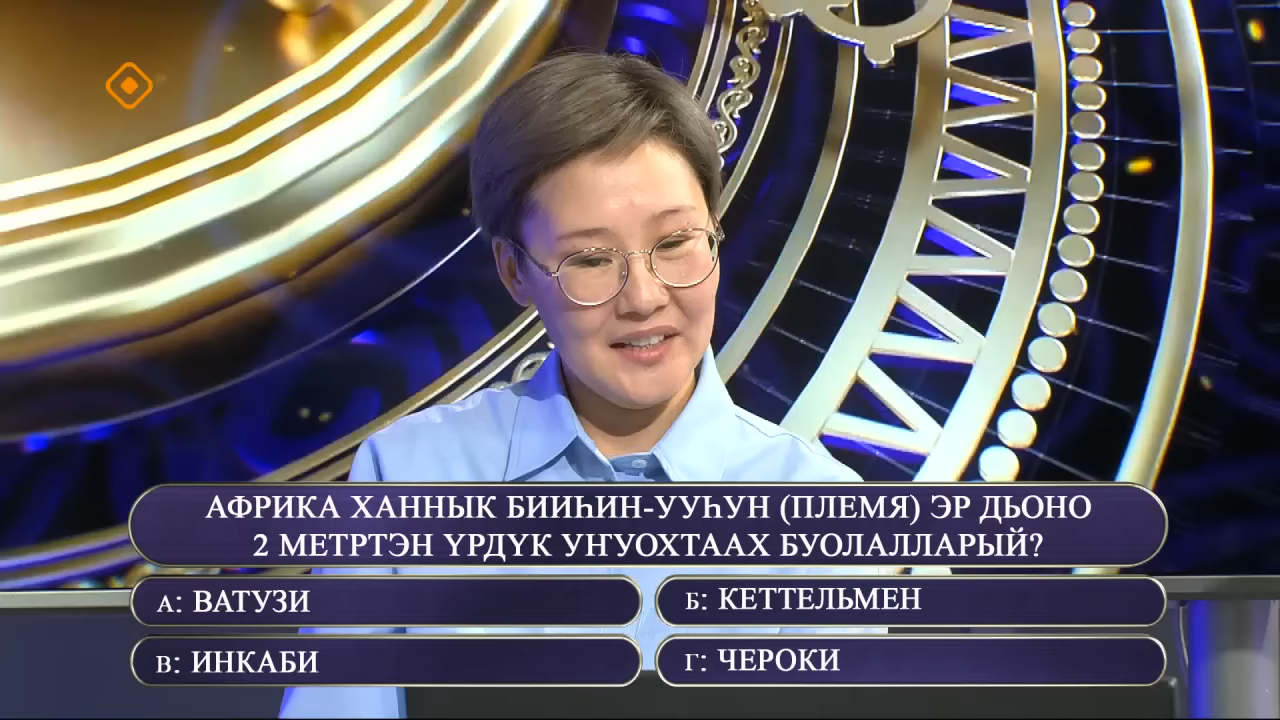 АФРИКА ХАННЫК БИИҺИН-УУҺУН (ПЛЕМЯ) ЭР ДЬОНО
2 МЕТРТЭН ҮРДҮК УҤУОХТААХ БУОЛАЛЛАРЫЙ?
А: ВАТУЗИ
Б: КЕТТЕЛЬМЕН
В: ИНКАБИ
Г: ЧЕРОКИ